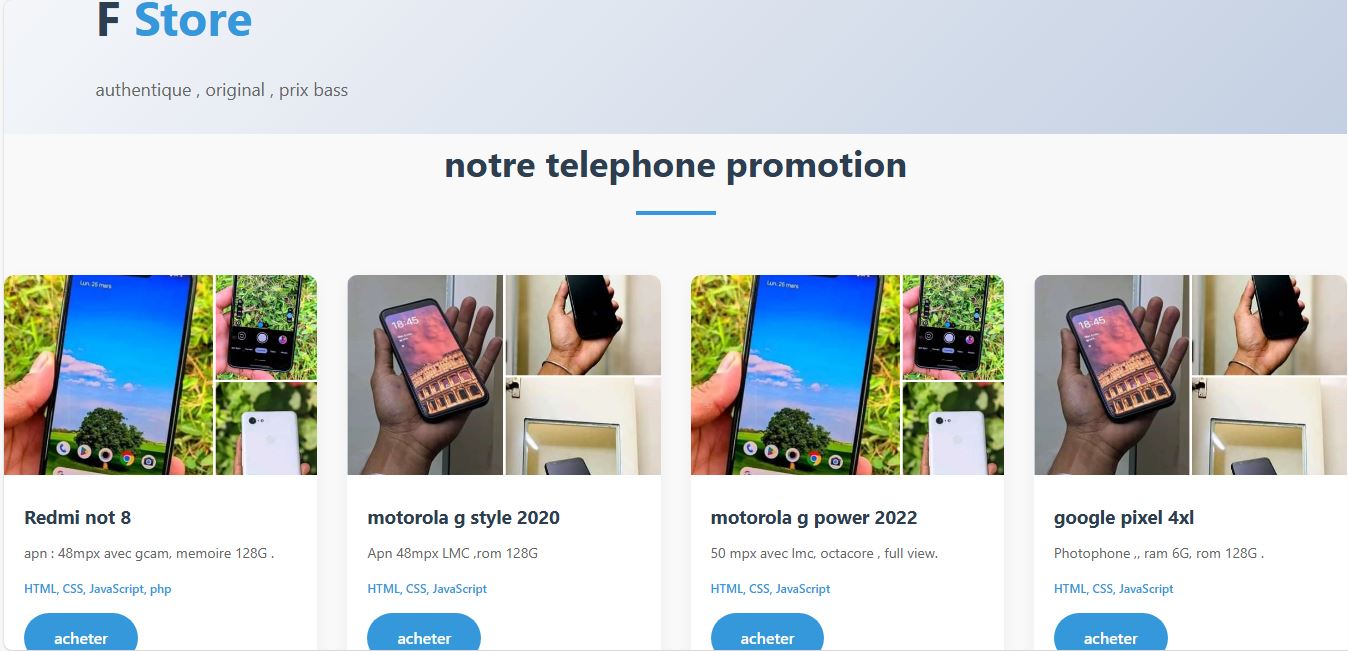 F Store
authentique , original , prix bass
notre telephone promotion
Lun. 26 mars
18:45
Lun. 26 mars
18:45
Redmi not 8
apn : 48mpx avec gcam, memoire 128G .
HTML, CSS, JavaScript, php
acheter
motorola g style 2020
Apn 48mpx LMC ,rom 128G
HTML, CSS, JavaScript
acheter
motorola g power 2022
50 mpx avec lmc, octacore , full view.
HTML, CSS, JavaScript
acheter
google pixel 4xl
Photophone ,, ram 6G, rom 128G .
HTML, CSS, JavaScript
acheter